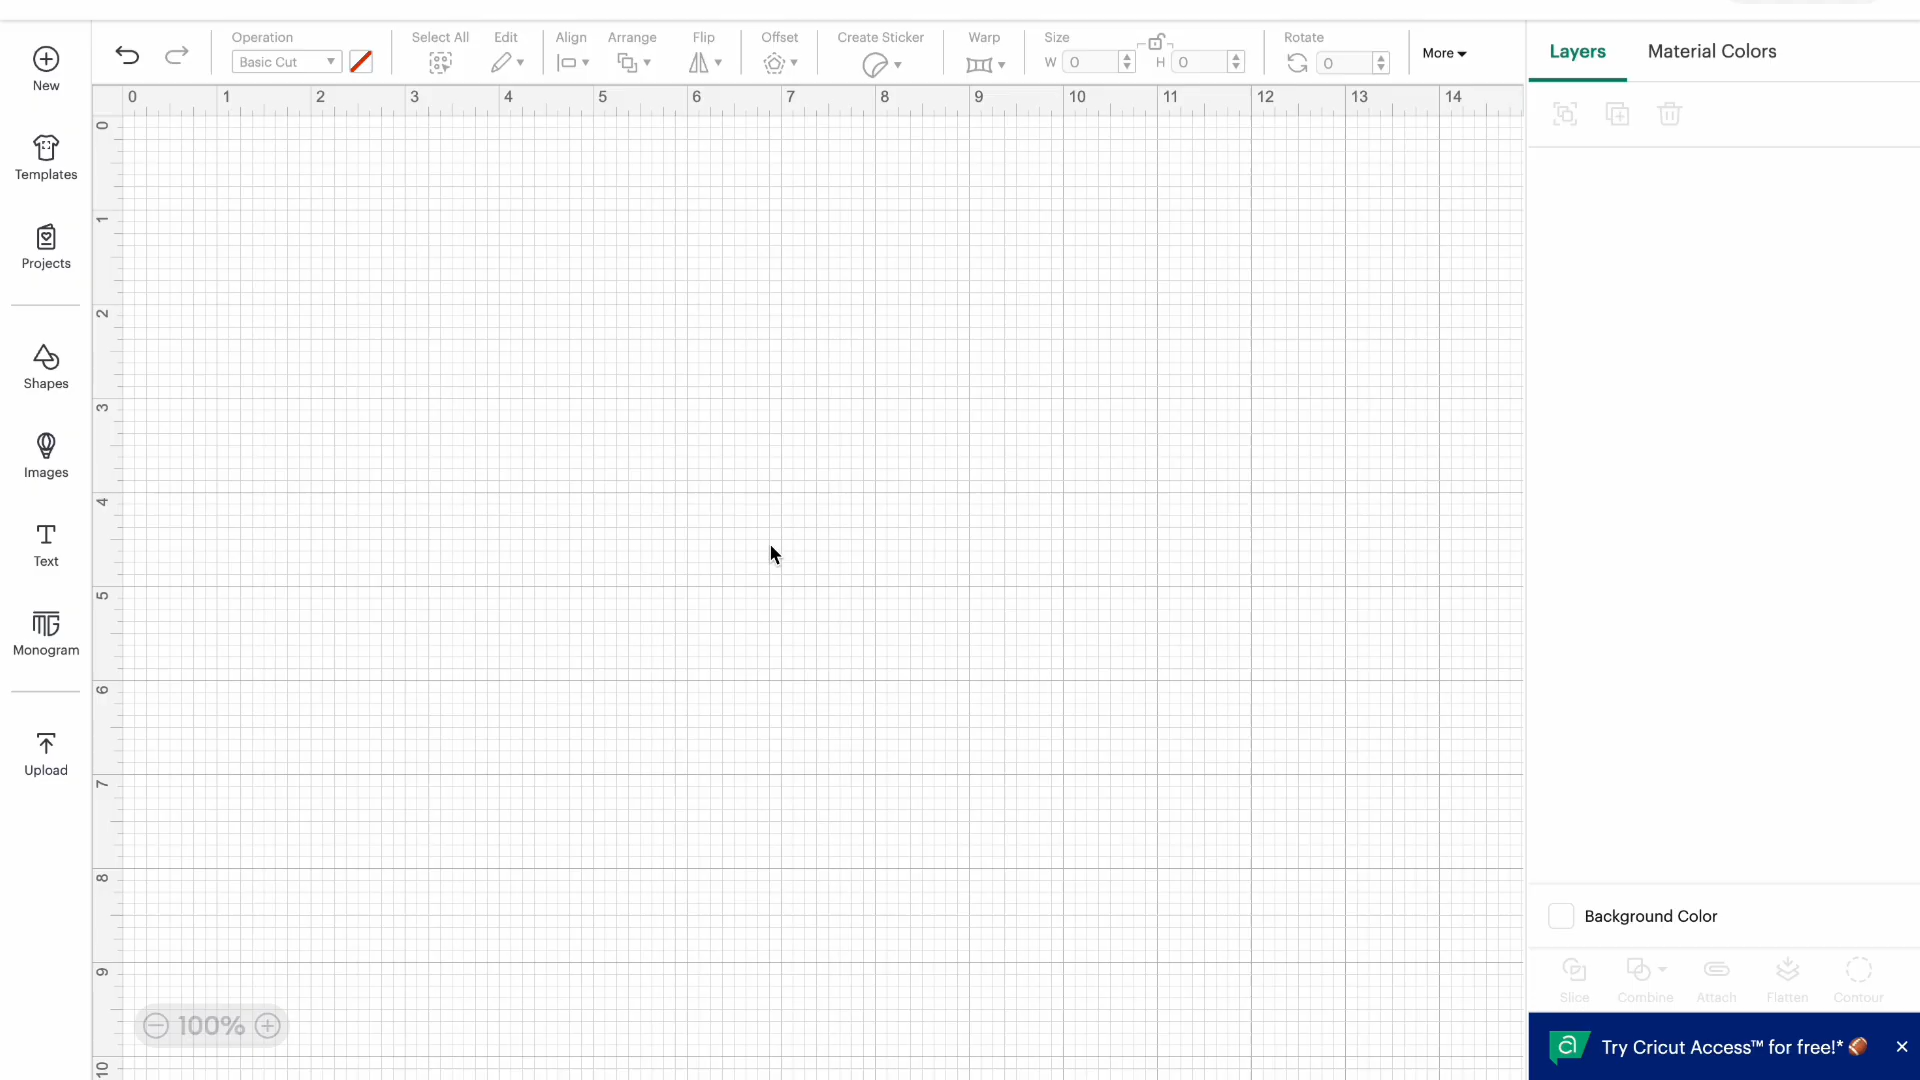 Operation
Select All
Edit
Align
Arrange
Flip
Offset
Create Sticker
Warp
Size
Rotate
Basic Cut
W 0
H 0
0
More
Layers
Material Colors
0 1 2 3 4 5 6 7 8 9 10 11 12 13 14
0
1
2
3
4
5
6
7
8
9
10
New
Templates
Projects
Shapes
Images
Text
Monogram
Upload
100%
Background Color
Slice
Combine
Attach
Flatten
Contour
Try Cricut Access™ for free!*